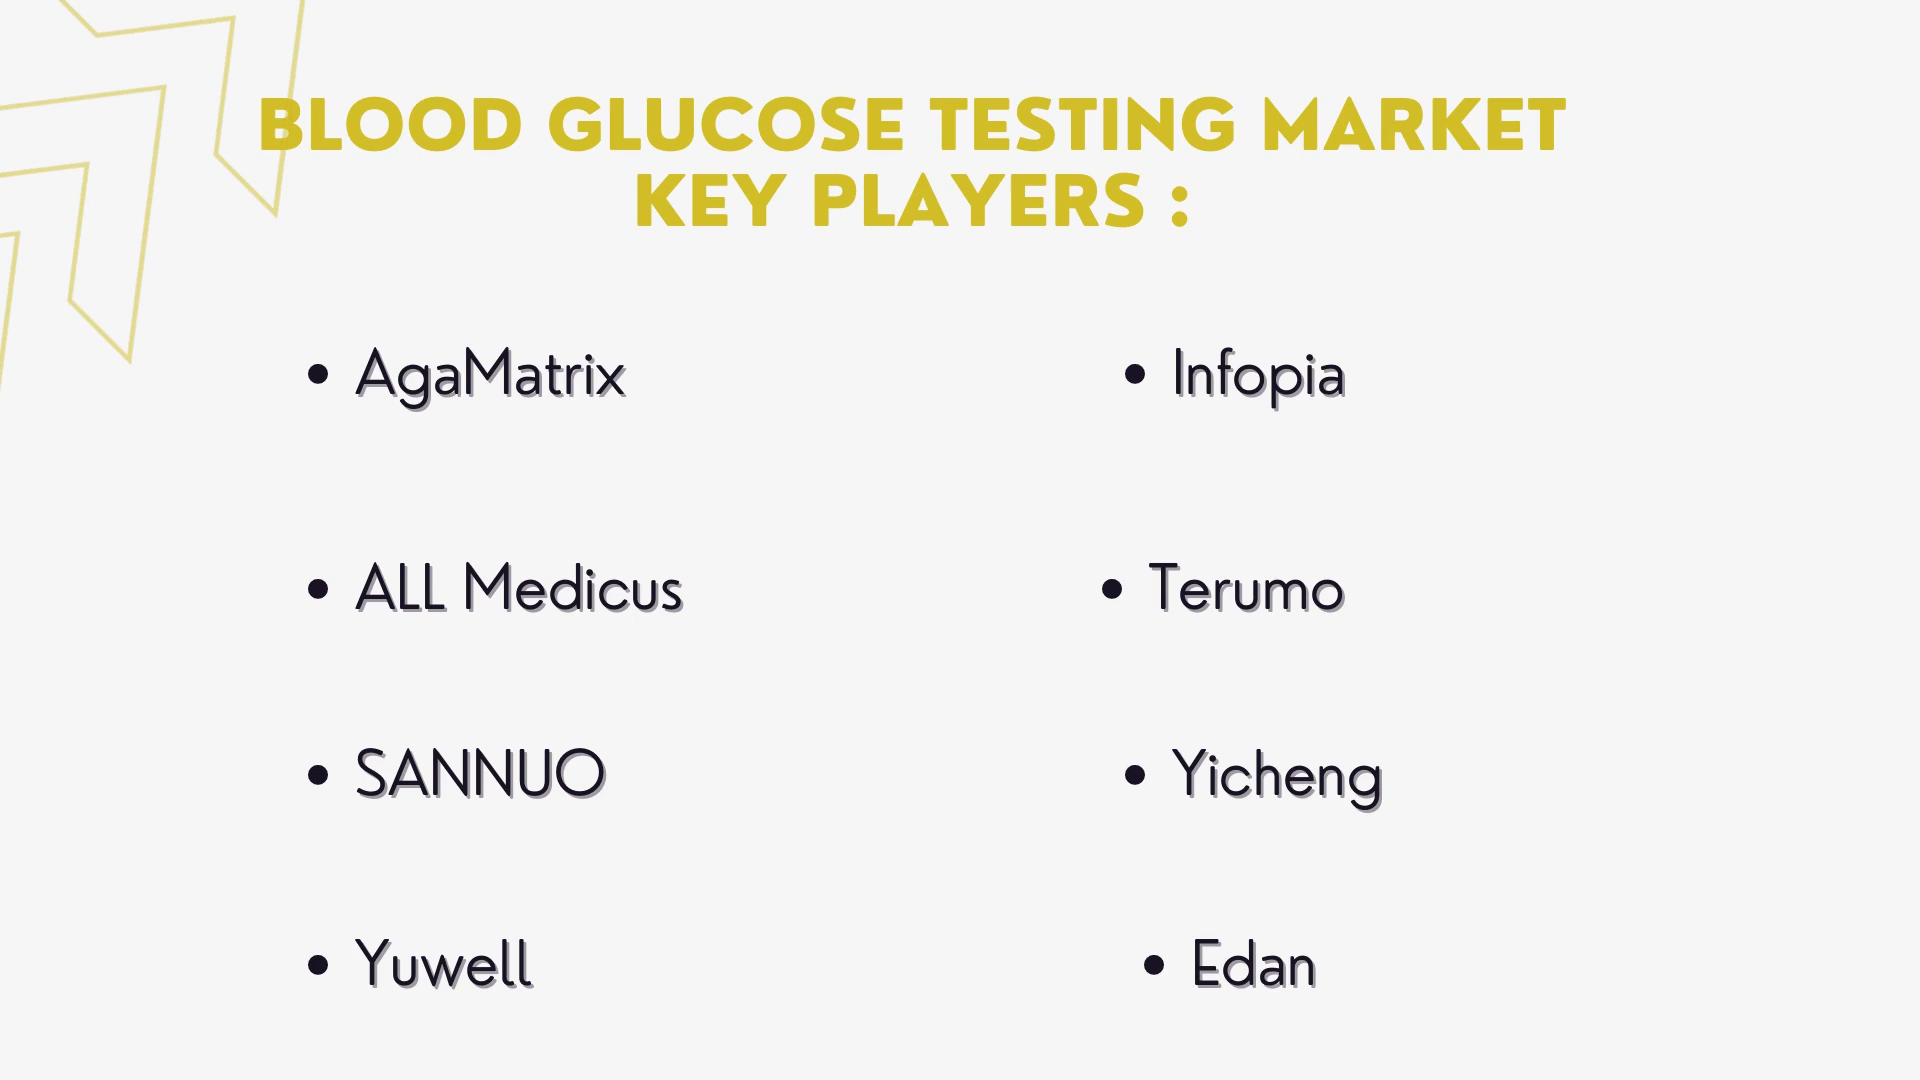 BLOOD GLUCOSE TESTING MARKET
KEY PLAYERS :
• AgaMatrix
• ALL Medicus
• SANNUO
• Yuwell
• Infopia
• Terumo
• Yicheng
• Edan